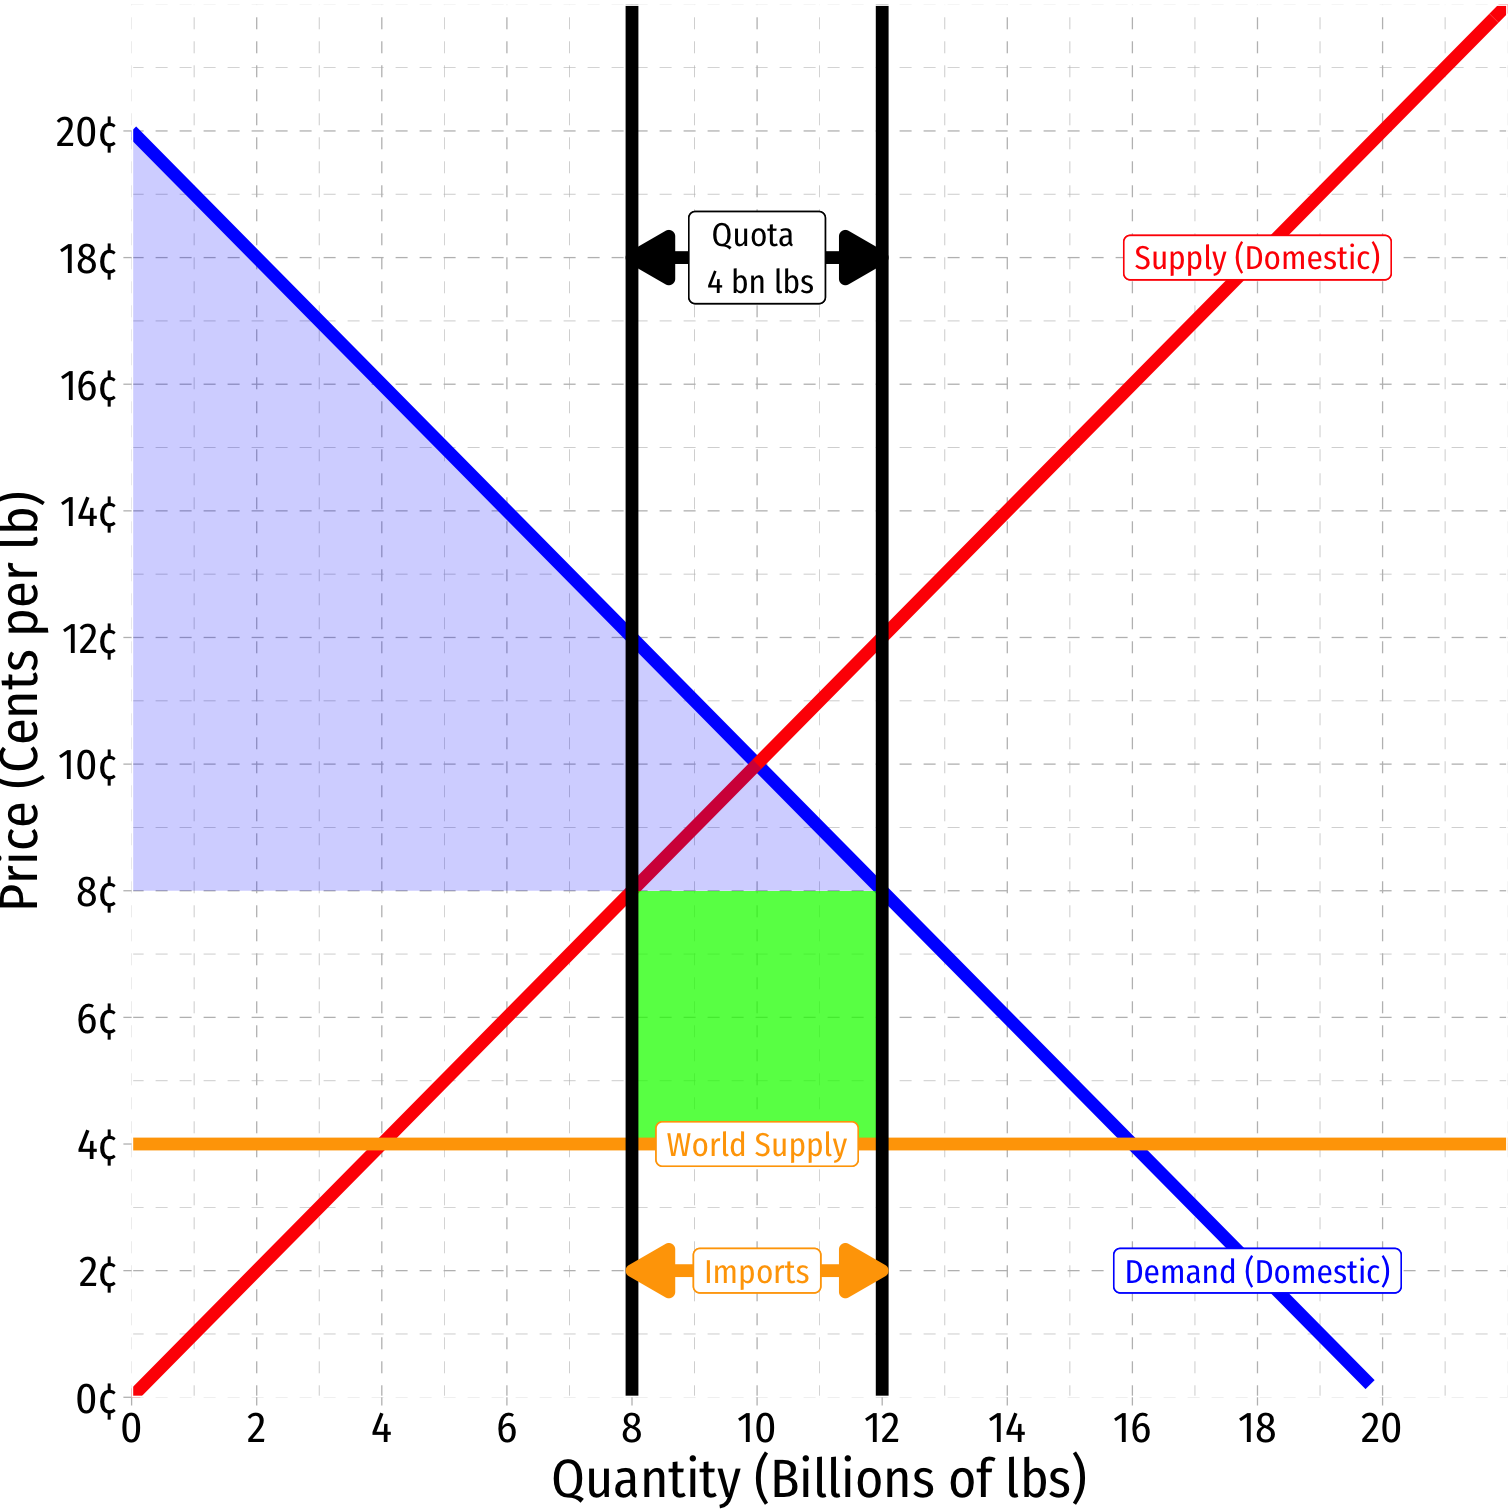 20¢
18¢
16¢
14¢
12¢
10¢
8¢
6¢
4¢
2¢
0¢
Price (Cents per lb)
Quota
4 bn lbs
Supply (Domestic)
World Supply
Imports
Demand (Domestic)
0 2 4 6 8 10 12 14 16 18 20
Quantity (Billions of lbs)